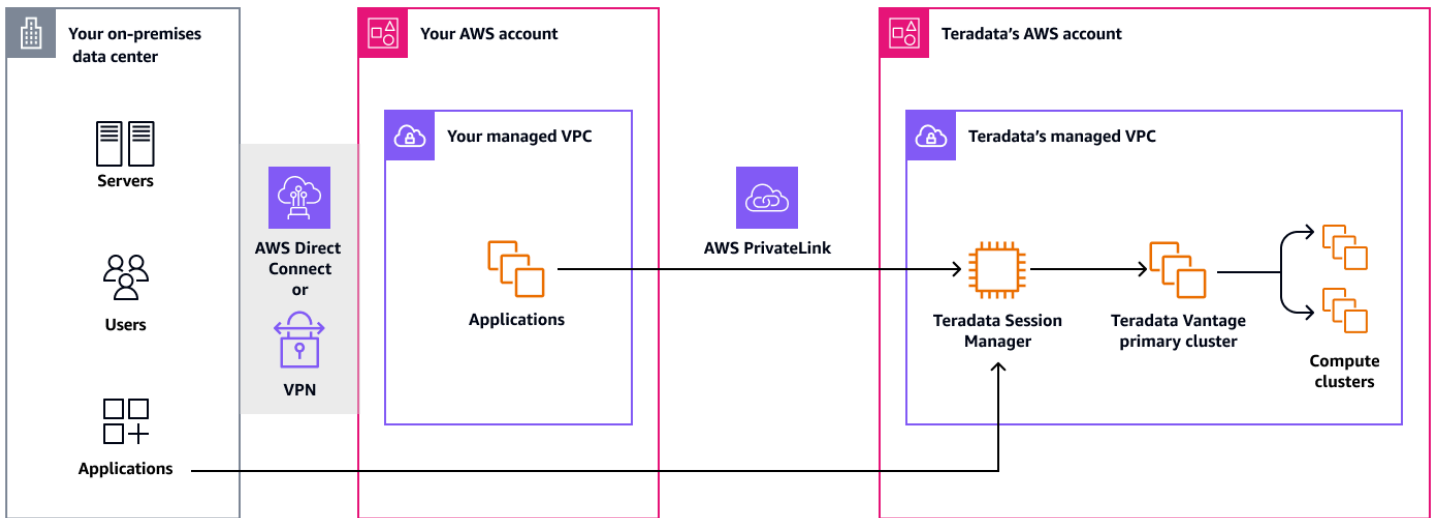 Your on-premises
data center
Servers
Users
Applications
AWS Direct
Connect
or
VPN
Your AWS account
Your managed VPC
Applications
AWS PrivateLink
Teradata’s AWS account
Teradata’s managed VPC
Teradata Session
Manager
Teradata Vantage
primary cluster
Compute
clusters